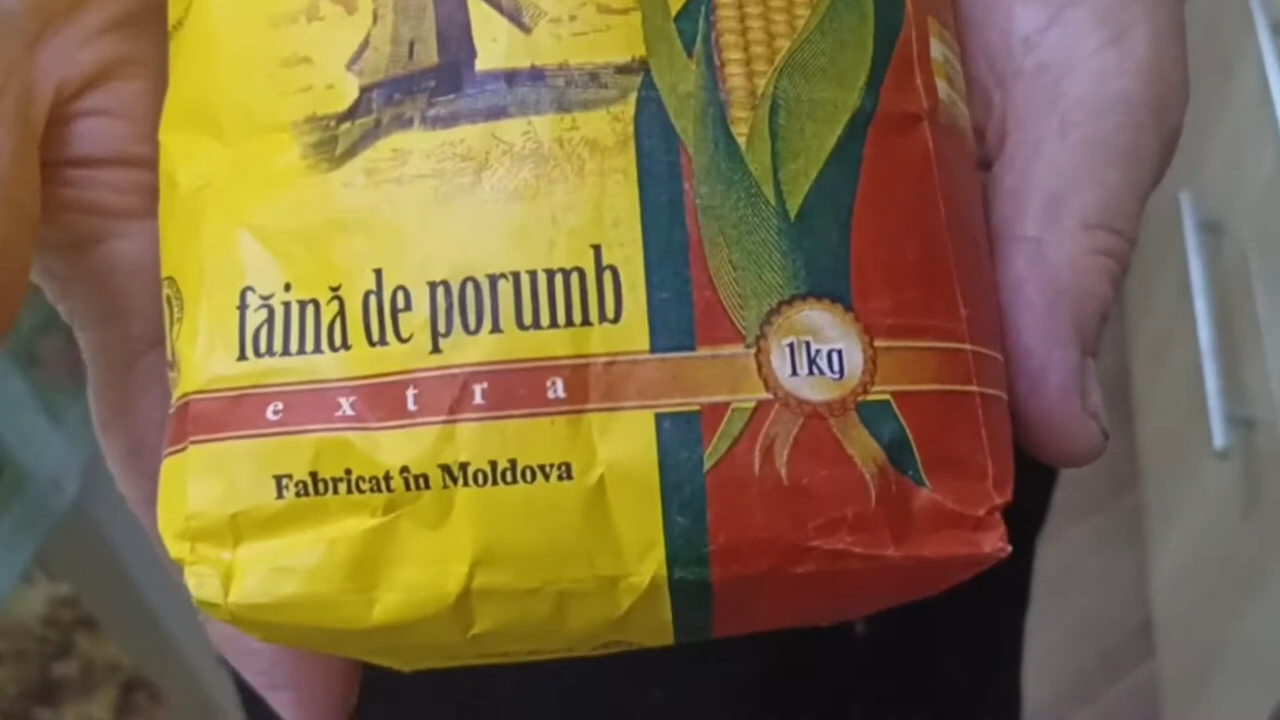 făină de porumb
1kg
extra
Fabricat în Moldova